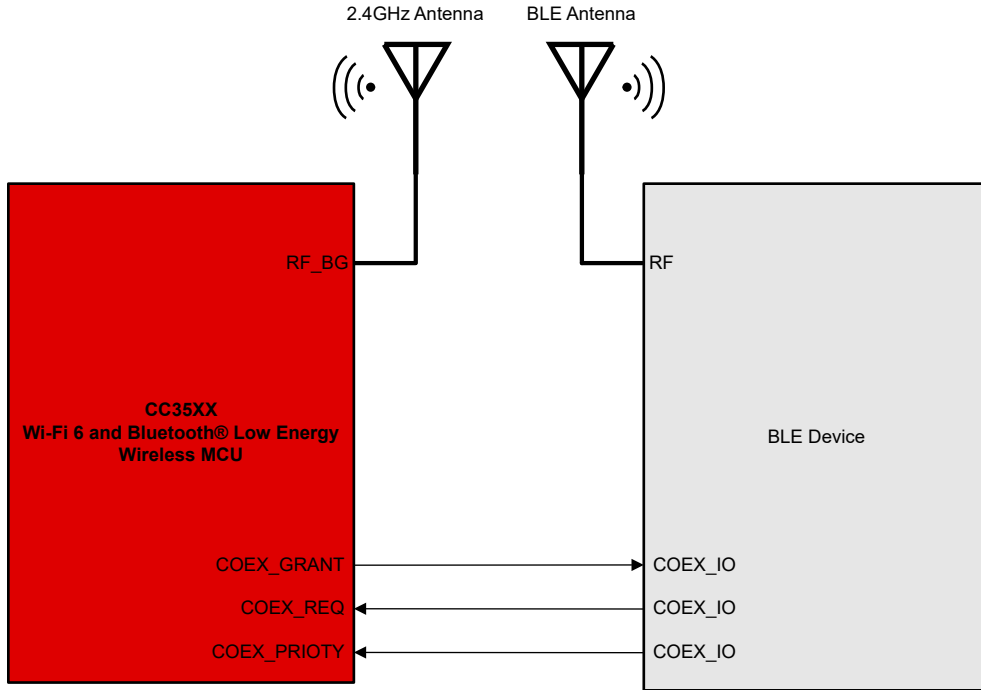 2.4GHz Antenna
BLE Antenna
RF_BG
RF
CC35XX
Wi-Fi 6 and Bluetooth® Low Energy
Wireless MCU
BLE Device
COEX_GRANT
COEX_IO
COEX_REQ
COEX_IO
COEX_PRIOTY
COEX_IO